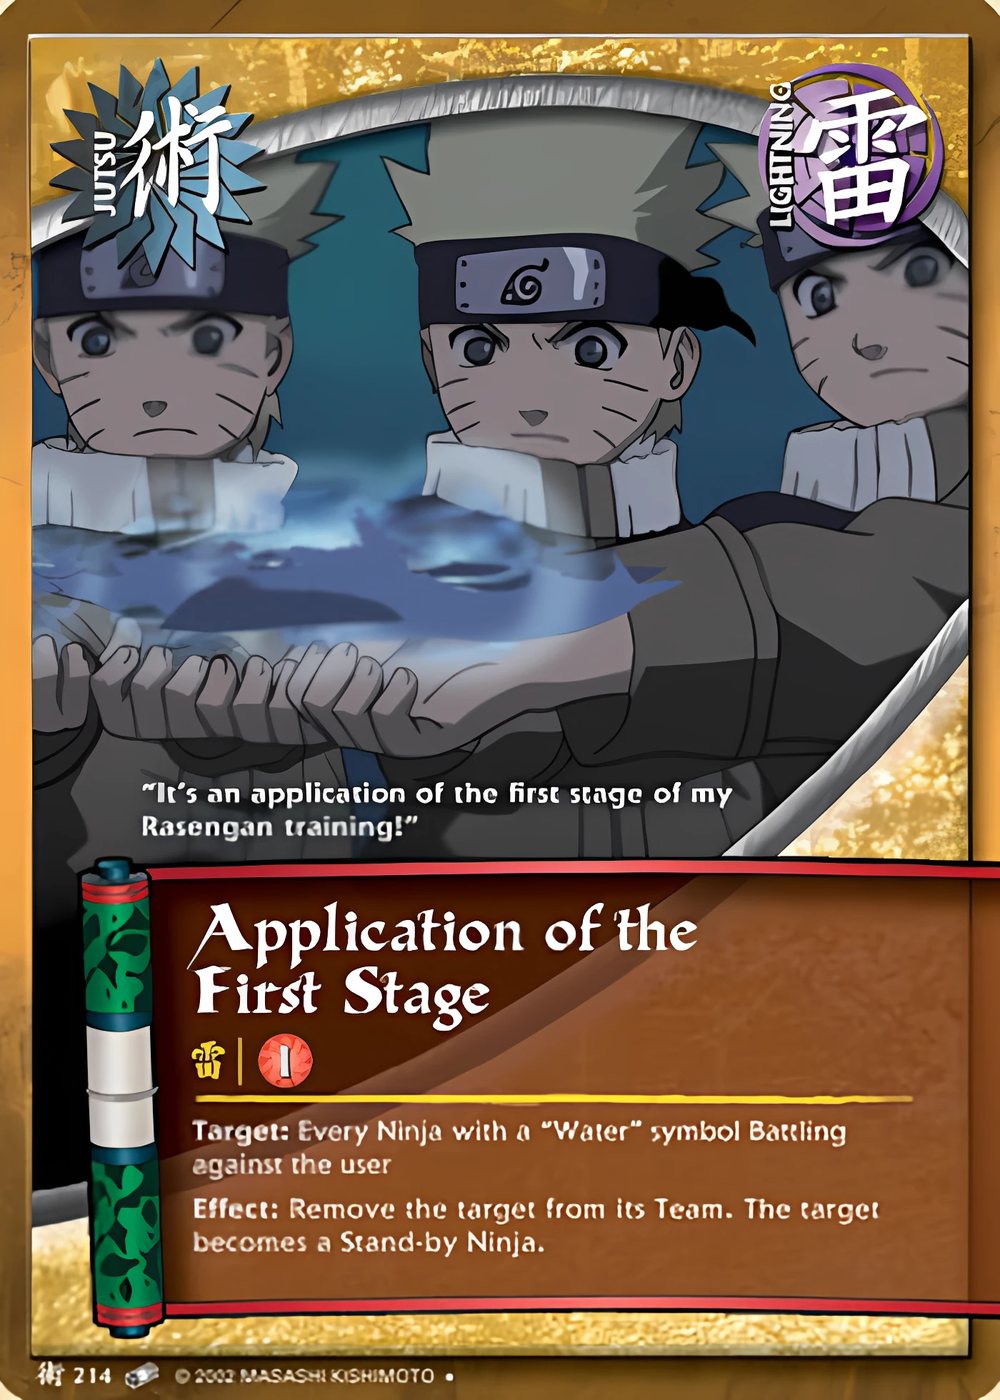 JUTSU
術
LIGHTNING
雷
"It's an application of the first stage of my
Rasengan training!"
Application of the
First Stage
雷 | 1
Target: Every Ninja with a "Water" symbol Battling
against the user
Effect: Remove the target from its Team. The target
becomes a Stand-by Ninja.
術 214 © 2002 MASASHI KISHIMOTO